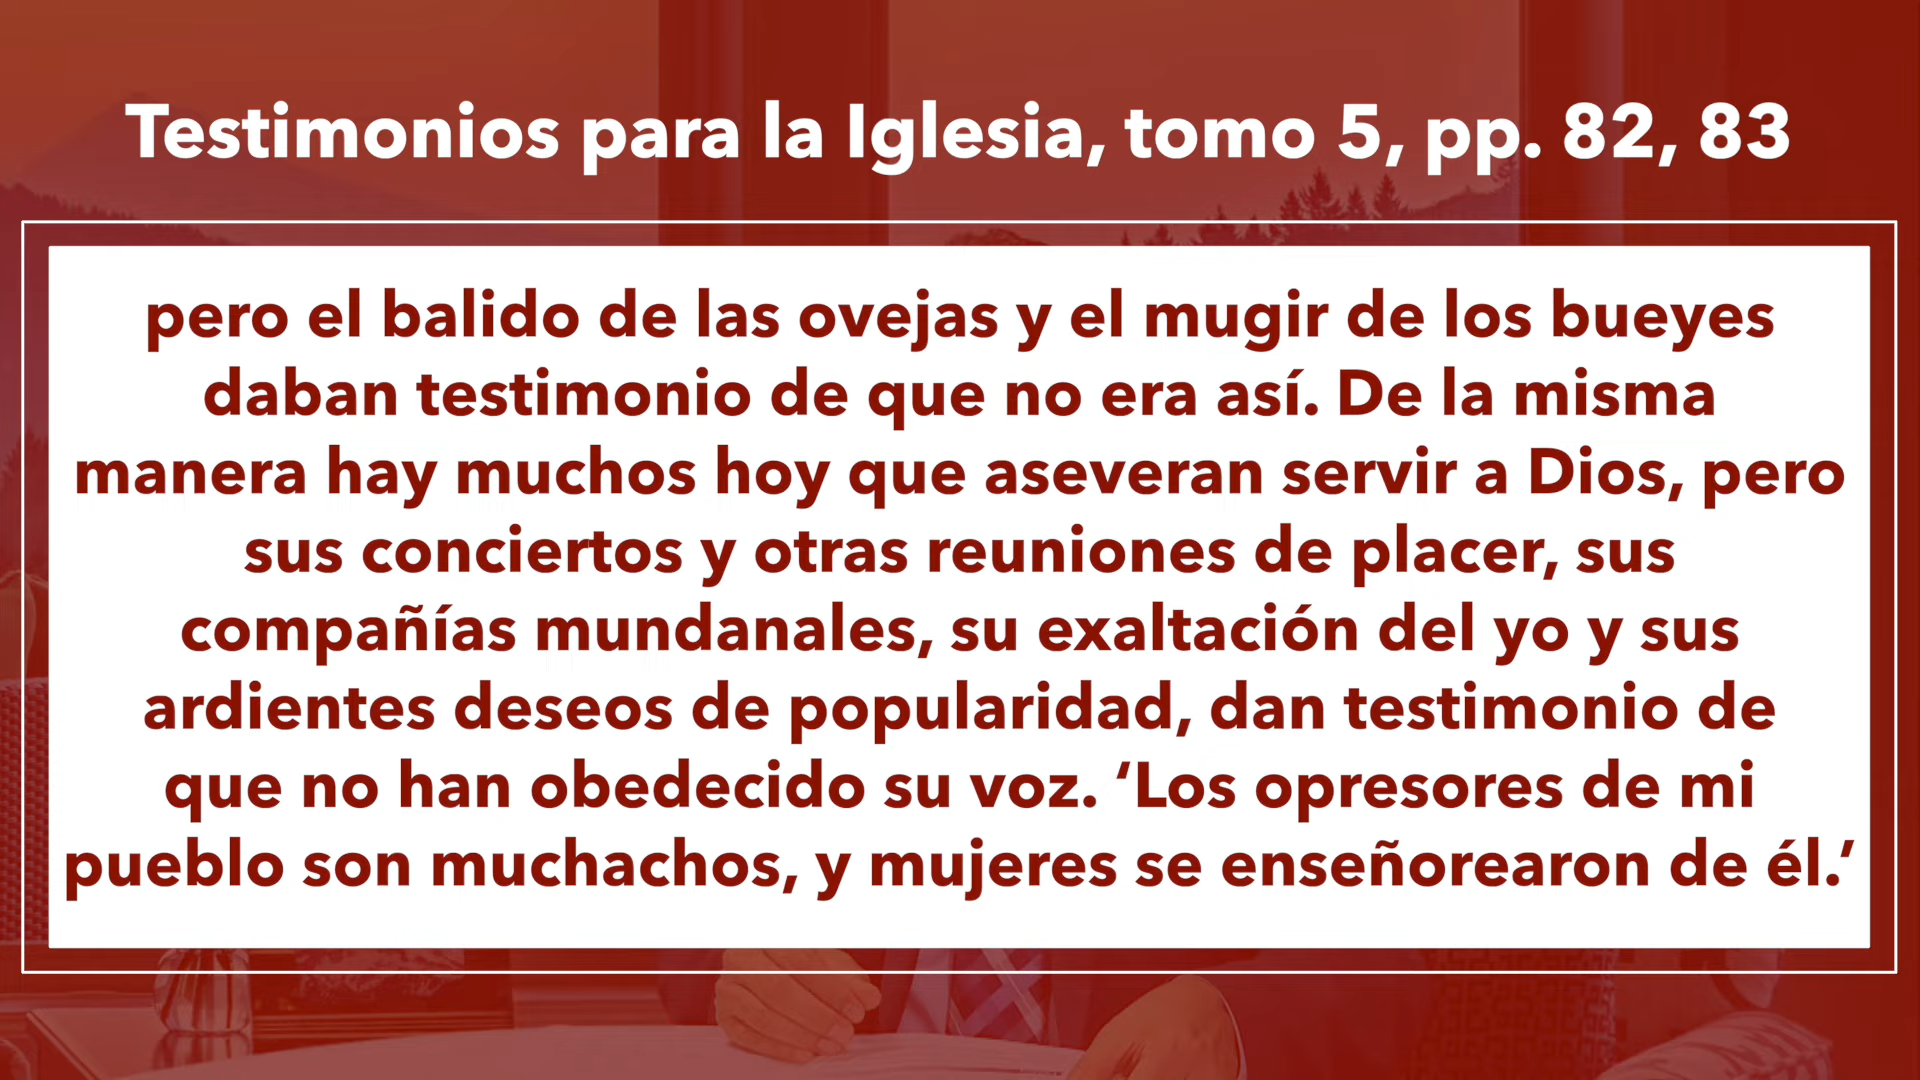 Testimonios para la Iglesia, tomo 5, pp. 82, 83
pero el balido de las ovejas y el mugir de los bueyes
daban testimonio de que no era así. De la misma
manera hay muchos hoy que aseveran servir a Dios, pero
sus conciertos y otras reuniones de placer, sus
compañías mundanales, su exaltación del yo y sus
ardientes deseos de popularidad, dan testimonio de
que no han obedecido su voz. ‘Los opresores de mi
pueblo son muchachos, y mujeres se enseñorearon de él.’